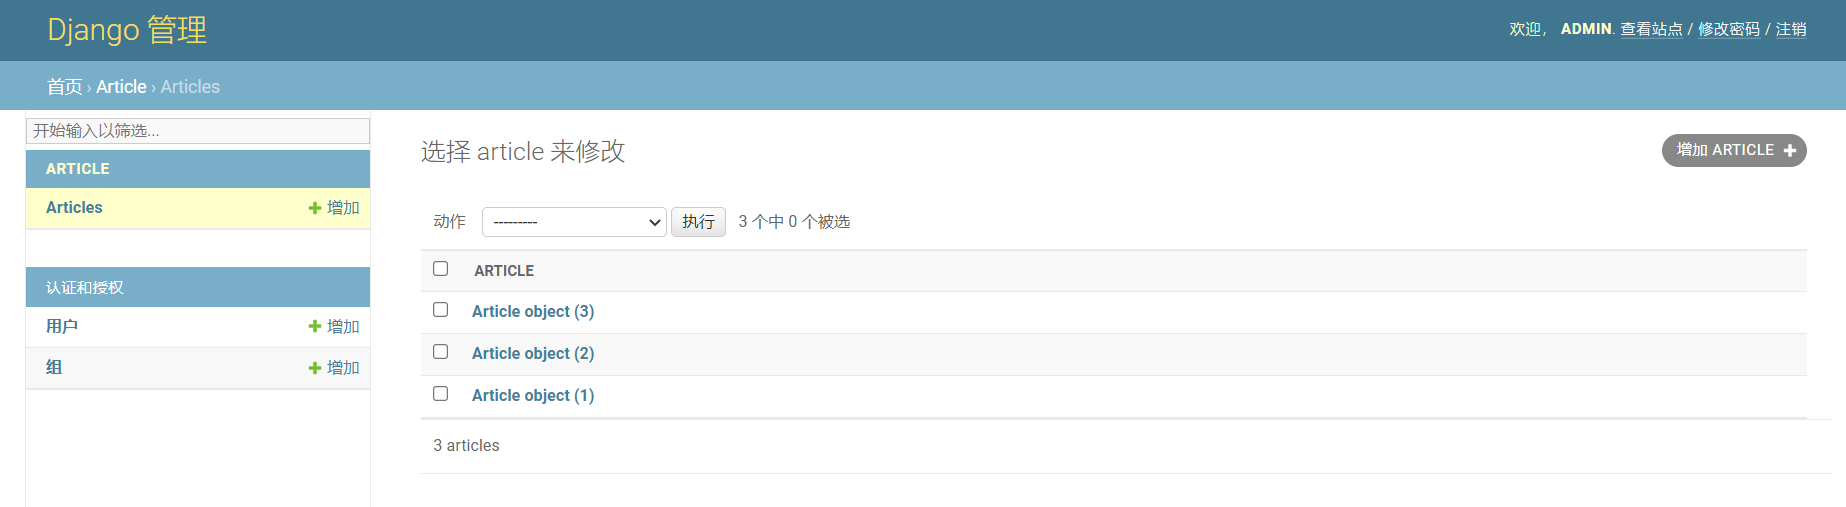 Django 管理
欢迎， ADMIN. 查看站点 / 修改密码 / 注销
首页 › Article › Articles
开始输入以筛选...
ARTICLE
Articles
增加
认证和授权
用户
增加
组
增加
选择 article 来修改
增加 ARTICLE
动作 --------- 执行 3 个中 0 个被选
ARTICLE
Article object (3)
Article object (2)
Article object (1)
3 articles